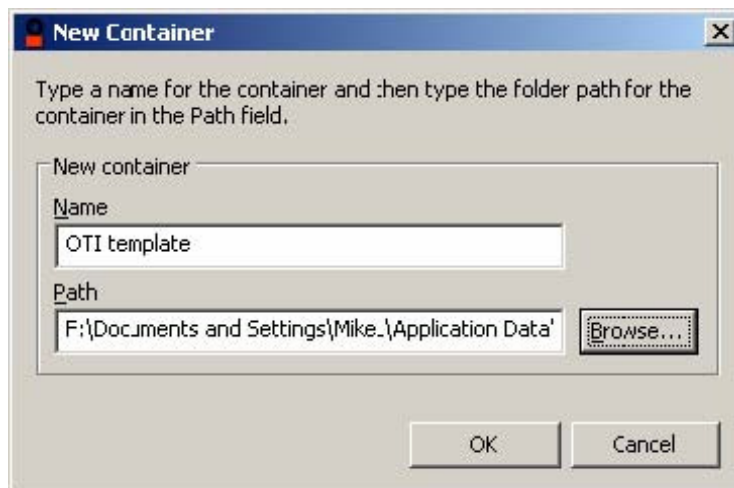 New Container
Type a name for the container and then type the folder path for the
container in the Path field.
New container
Name
OTI template
Path
F:\Documents and Settings\Mike.\Application Data\
Browse...
OK
Cancel